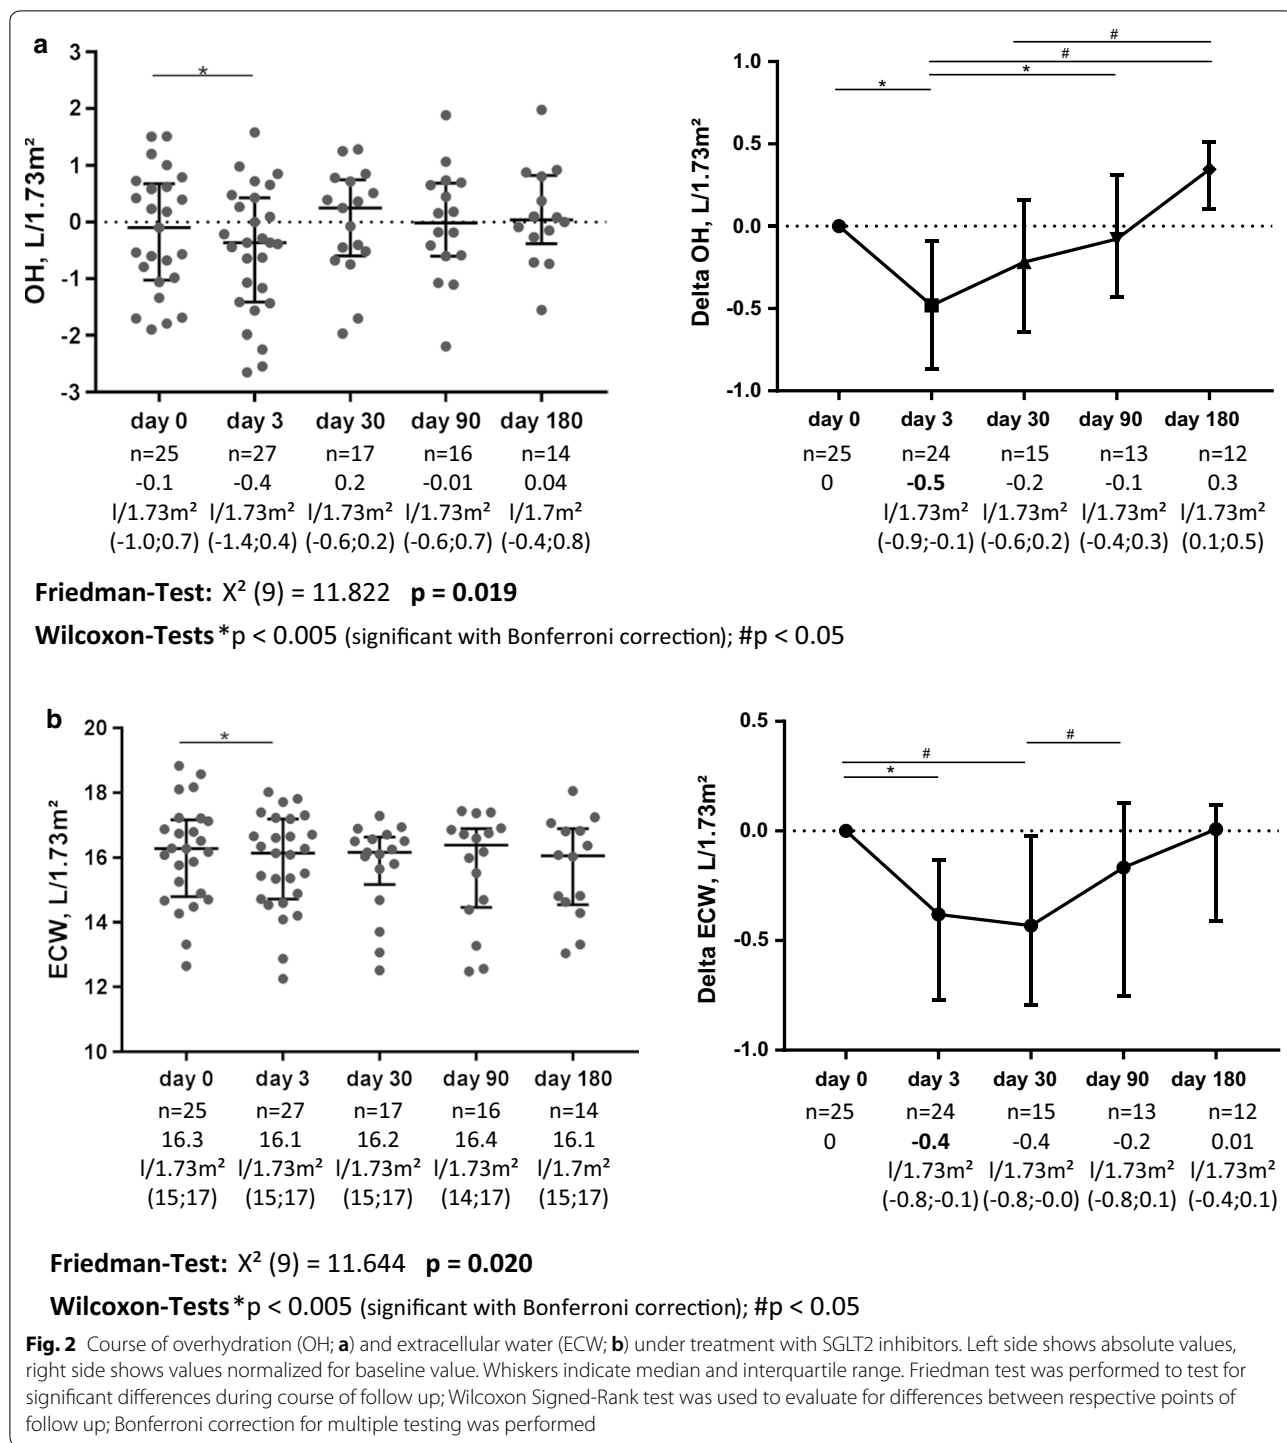 a
3
2
1
0
-1
-2
-3
OH, L/1.73m²
*
day 0 day 3 day 30 day 90 day 180
n=25 n=27 n=17 n=16 n=14
-0.1 -0.4 0.2 -0.01 0.04
l/1.73m² l/1.73m² l/1.73m² l/1.73m² l/1.7m²
(-1.0;0.7) (-1.4;0.4) (-0.6;0.2) (-0.6;0.7) (-0.4;0.8)
1.0
0.5
0.0
-0.5
-1.0
Delta OH, L/1.73m²
#
#
*
*
day 0 day 3 day 30 day 90 day 180
n=25 n=24 n=15 n=13 n=12
0 -0.5 -0.2 -0.1 0.3
l/1.73m² l/1.73m² l/1.73m² l/1.73m²
(-0.9;-0.1) (-0.6;0.2) (-0.4;0.3) (0.1;0.5)
Friedman-Test: X² (9) = 11.822 p = 0.019
Wilcoxon-Tests *p < 0.005 (significant with Bonferroni correction); #p < 0.05
b
20
18
16
14
12
10
ECW, L/1.73m²
*
day 0 day 3 day 30 day 90 day 180
n=25 n=27 n=17 n=16 n=14
16.3 16.1 16.2 16.4 16.1
l/1.73m² l/1.73m² l/1.73m² l/1.73m² l/1.7m²
(15;17) (15;17) (15;17) (14;17) (15;17)
0.5
0.0
-0.5
-1.0
Delta ECW, L/1.73m²
#
#
*
day 0 day 3 day 30 day 90 day 180
n=25 n=24 n=15 n=13 n=12
0 -0.4 -0.4 -0.2 0.01
l/1.73m² l/1.73m² l/1.73m² l/1.73m²
(-0.8;-0.1) (-0.8;-0.0) (-0.8;0.1) (-0.4;0.1)
Friedman-Test: X² (9) = 11.644 p = 0.020
Wilcoxon-Tests *p < 0.005 (significant with Bonferroni correction); #p < 0.05
Fig. 2 Course of overhydration (OH; a) and extracellular water (ECW; b) under treatment with SGLT2 inhibitors. Left side shows absolute values,
right side shows values normalized for baseline value. Whiskers indicate median and interquartile range. Friedman test was performed to test for
significant differences during course of follow up; Wilcoxon Signed-Rank test was used to evaluate for differences between respective points of
follow up; Bonferroni correction for multiple testing was performed